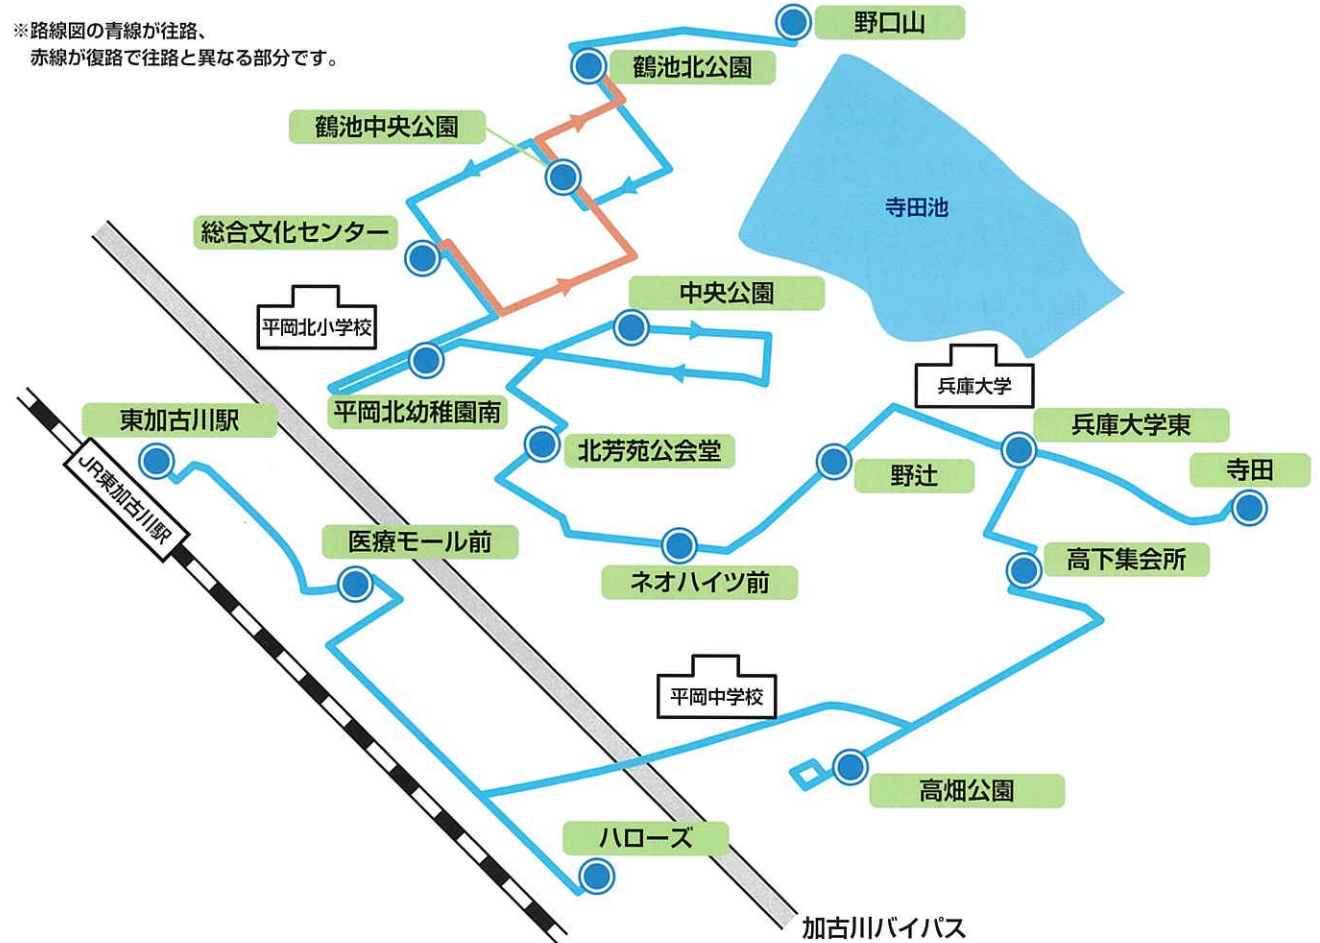 ※路線図の青線が往路、
赤線が復路で往路と異なる部分です。
野口山
鶴池北公園
鶴池中央公園
寺田池
総合文化センター
中央公園
平岡北小学校
兵庫大学
平岡北幼稚園南
東加古川駅
兵庫大学東
北芳苑公会堂
野辻
寺田
JR東加古川駅
医療モール前
高下集会所
ネオハイツ前
平岡中学校
高畑公園
ハローズ
加古川バイパス